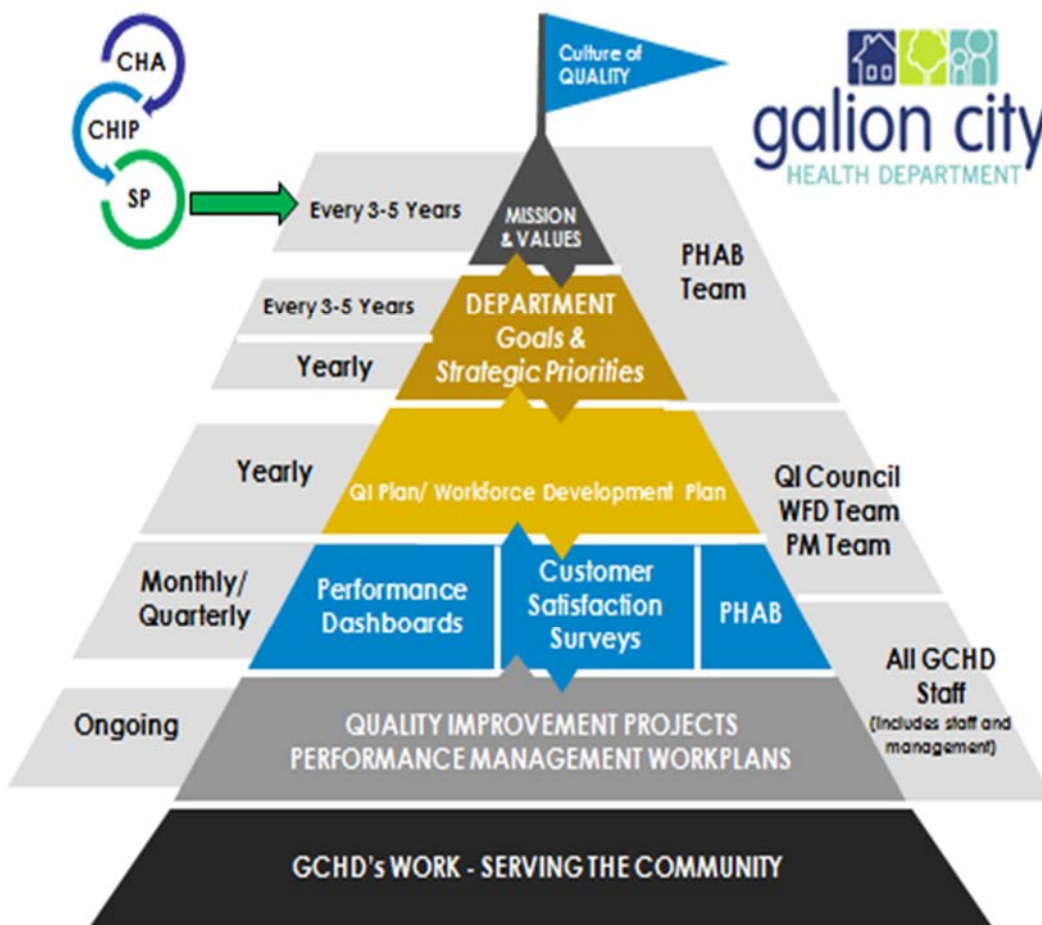 CHA
CHIP
SP
Culture of
QUALITY
galion city
HEALTH DEPARTMENT
Every 3-5 Years
MISSION
& VALUES
PHAB
Team
Every 3-5 Years
Yearly
DEPARTMENT
Goals &
Strategic Priorities
Yearly
QI Plan/ Workforce Development Plan
QI Council
WFD Team
PM Team
Monthly/
Quarterly
Performance
Dashboards
Customer
Satisfaction
Surveys
PHAB
All GCHD
Staff
(Includes staff and
management)
Ongoing
QUALITY IMPROVEMENT PROJECTS
PERFORMANCE MANAGEMENT WORKPLANS
GCHD's WORK - SERVING THE COMMUNITY